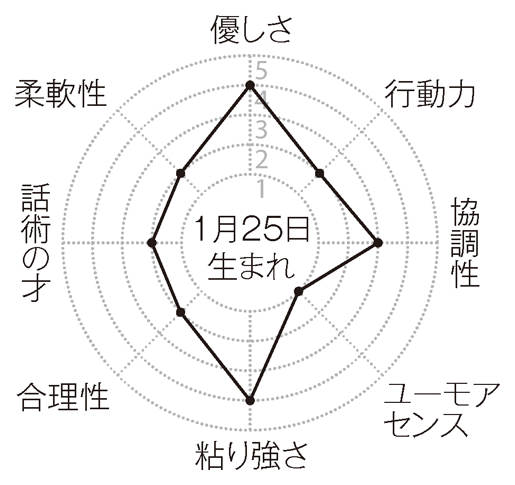 優しさ
行動力
協調性
ユーモア
センス
粘り強さ
合理性
話術の才
柔軟性
5
4
3
2
1
1月25日
生まれ